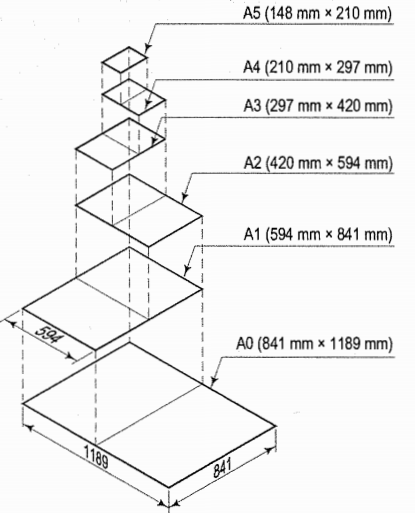 A5 (148 mm × 210 mm)
A4 (210 mm × 297 mm)
A3 (297 mm × 420 mm)
A2 (420 mm × 594 mm)
A1 (594 mm × 841 mm)
594
A0 (841 mm × 1189 mm)
1189
841